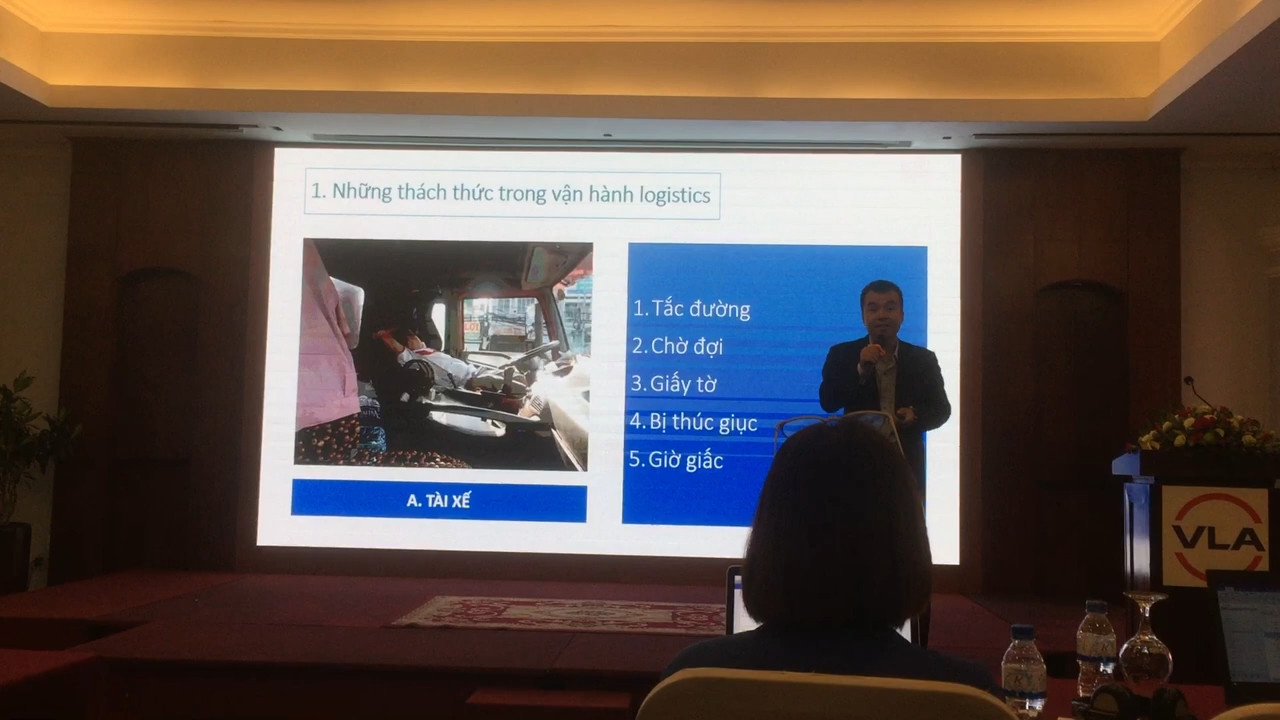 1. Những thách thức trong vận hành logistics
1. Tắc đường
2. Chờ đợi
3. Giấy tờ
4. Bị thúc giục
5. Giờ giấc
A. TÀI XẾ
VLA